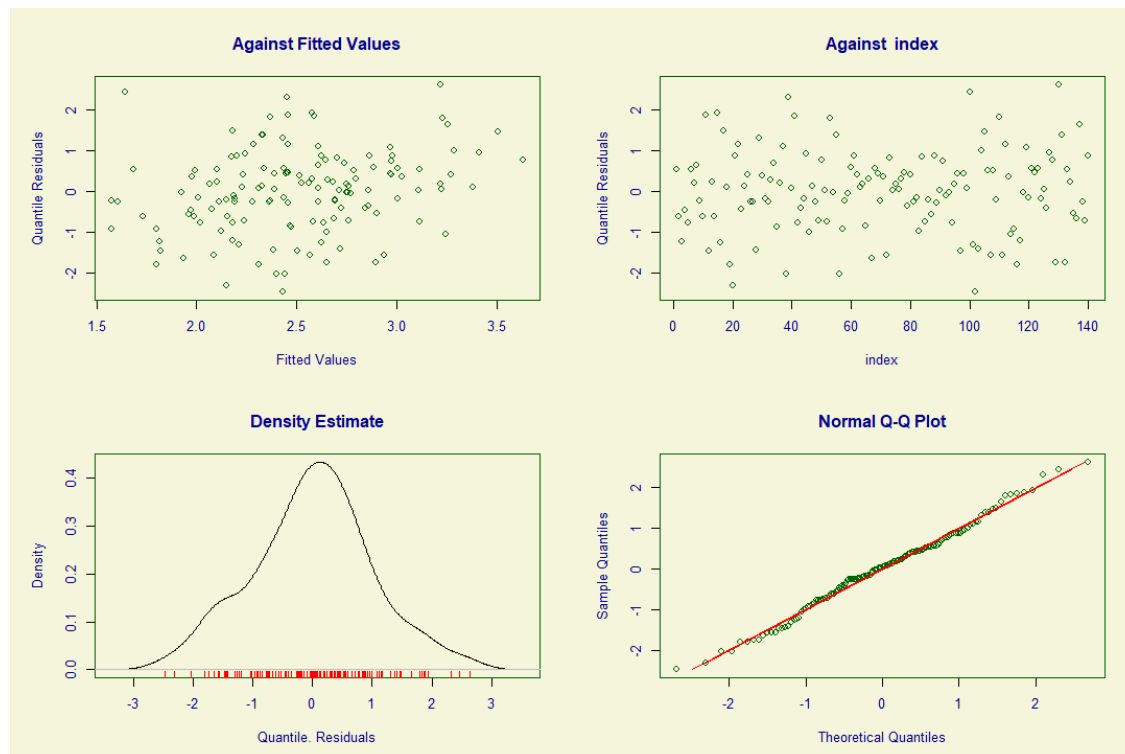 Against Fitted Values
Quantile Residuals
2
1
0
-1
-2
1.5 2.0 2.5 3.0 3.5
Fitted Values
Against index
Quantile Residuals
2
1
0
-1
-2
0 20 40 60 80 100 120 140
index
Density Estimate
Density
0.4
0.3
0.2
0.1
0.0
-3 -2 -1 0 1 2 3
Quantile. Residuals
Normal Q-Q Plot
Sample Quantiles
2
1
0
-1
-2
-2 -1 0 1 2
Theoretical Quantiles